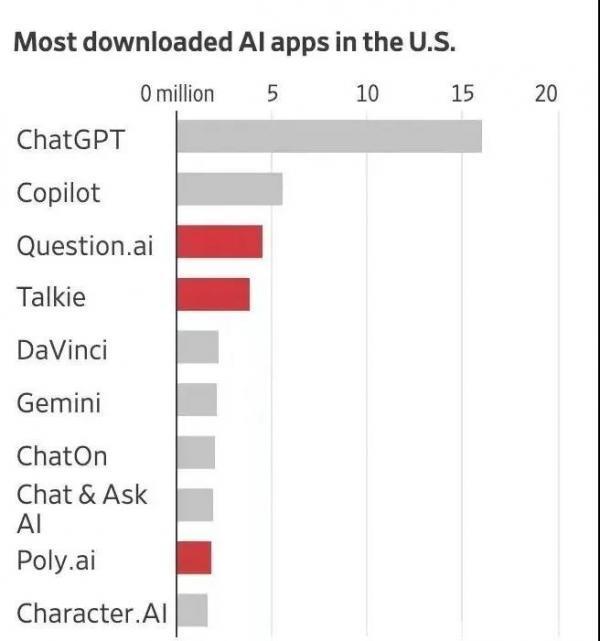 Most downloaded AI apps in the U.S.
0 million 5 10 15 20
ChatGPT
Copilot
Question.ai
Talkie
DaVinci
Gemini
ChatOn
Chat & Ask
AI
Poly.ai
Character.AI